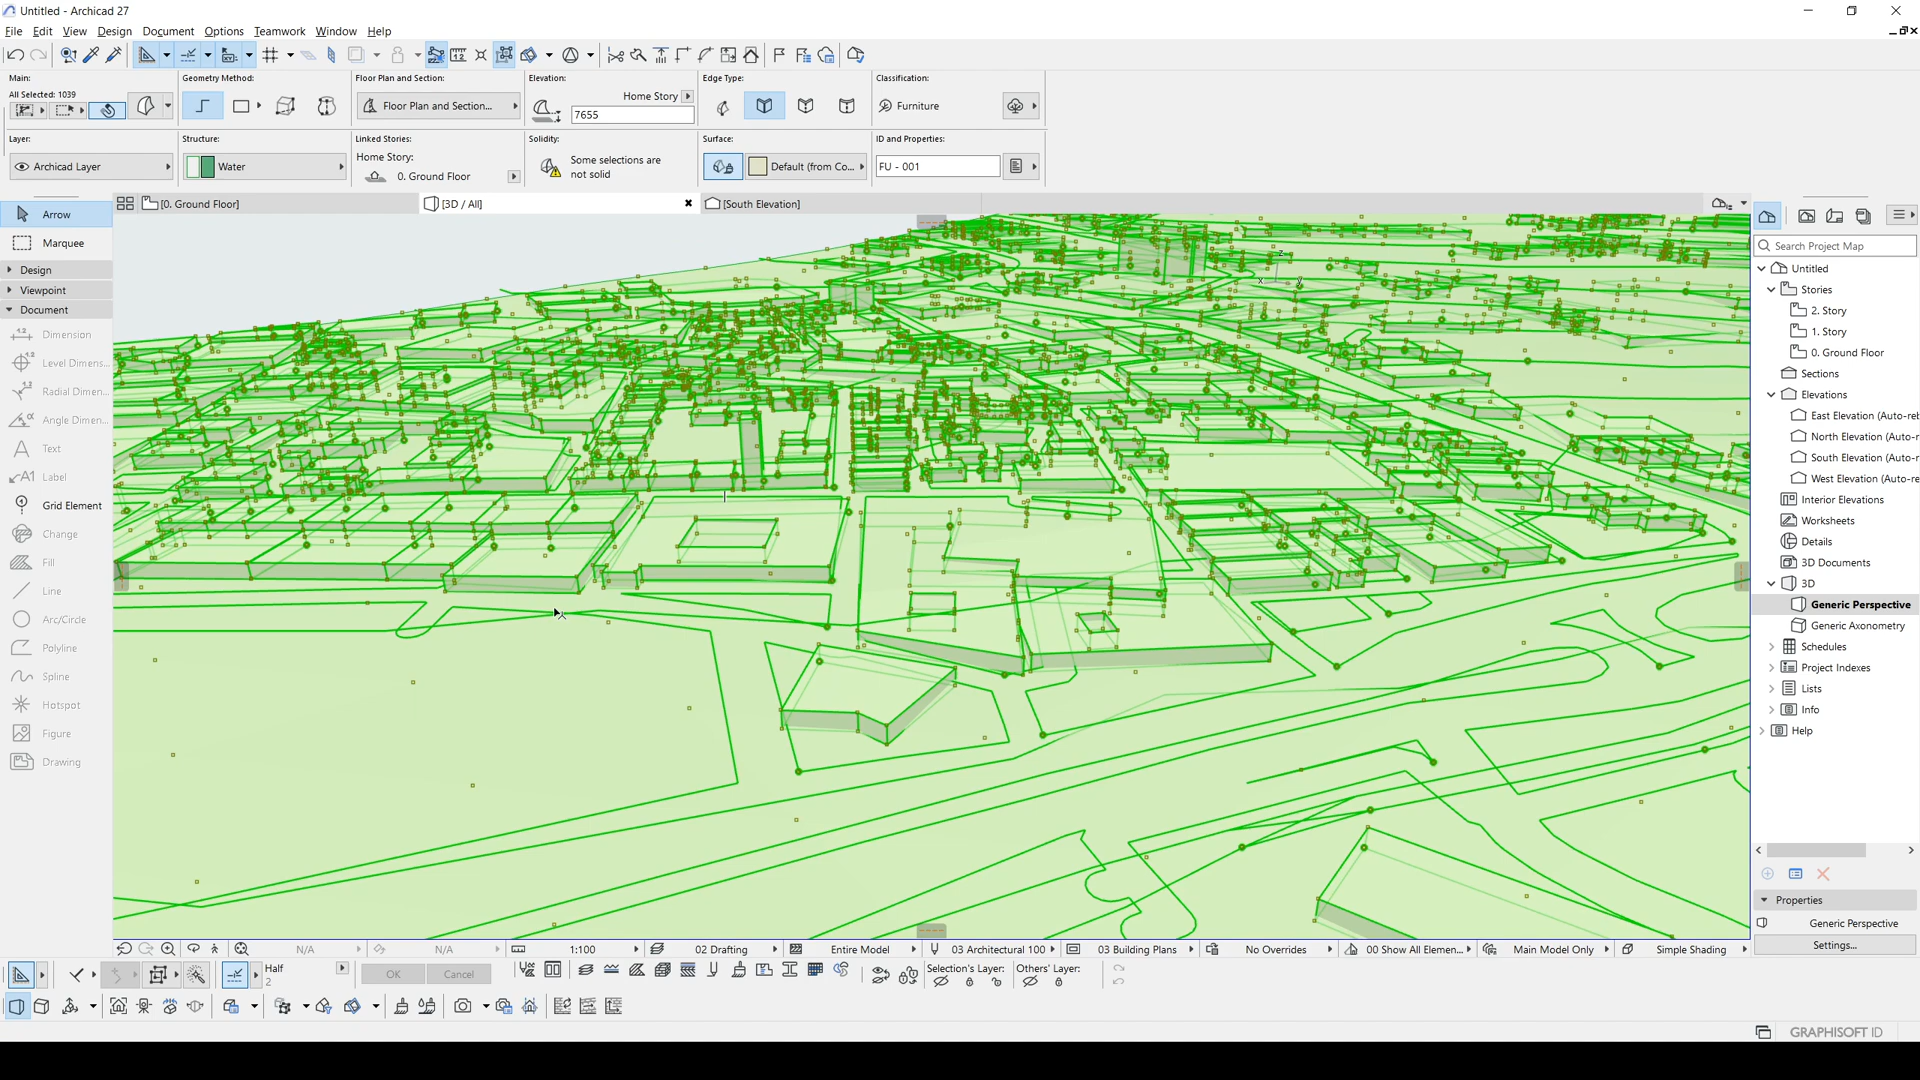 Untitled - Archicad 27
File Edit View Design Document Options Teamwork Window Help
Main: Geometry Method: Floor Plan and Section: Elevation: Edge Type: Classification:
All Selected: 1039
Floor Plan and Section...
Home Story
7655
Furniture
Layer: Structure: Linked Stories: Solidity: Surface: ID and Properties:
Archicad Layer
Water
Home Story:
0. Ground Floor
Some selections are
not solid
Default (from Co...
FU - 001
[0. Ground Floor] [3D / All] [South Elevation]
Arrow
Marquee
Design
Viewpoint
Document
Dimension
Level Dimens...
Radial Dimen...
Angle Dimen...
Text
Label
Grid Element
Change
Fill
Line
Arc/Circle
Polyline
Spline
Hotspot
Figure
Drawing
z
x
y
Search Project Map
Untitled
Stories
2. Story
1. Story
0. Ground Floor
Sections
Elevations
East Elevation (Auto-reb
North Elevation (Auto-r
South Elevation (Auto-r
West Elevation (Auto-re
Interior Elevations
Worksheets
Details
3D Documents
3D
Generic Perspective
Generic Axonometry
Schedules
Project Indexes
Lists
Info
Help
Properties
Generic Perspective
Settings...
N/A N/A 1:100 02 Drafting Entire Model 03 Architectural 100 03 Building Plans No Overrides 00 Show All Elemen... Main Model Only Simple Shading
Half
2
OK Cancel
Selection's Layer: Others' Layer:
GRAPHISOFT ID